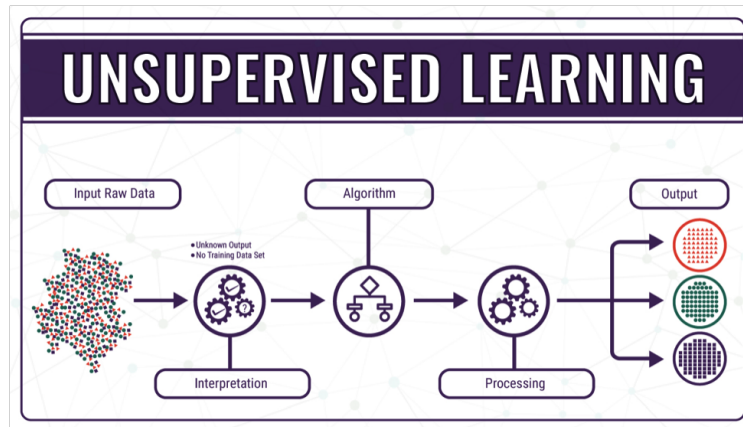 UNSUPERVISED LEARNING
Input Raw Data
Algorithm
Output
• Unknown Output
• No Training Data Set
?
Interpretation
Processing